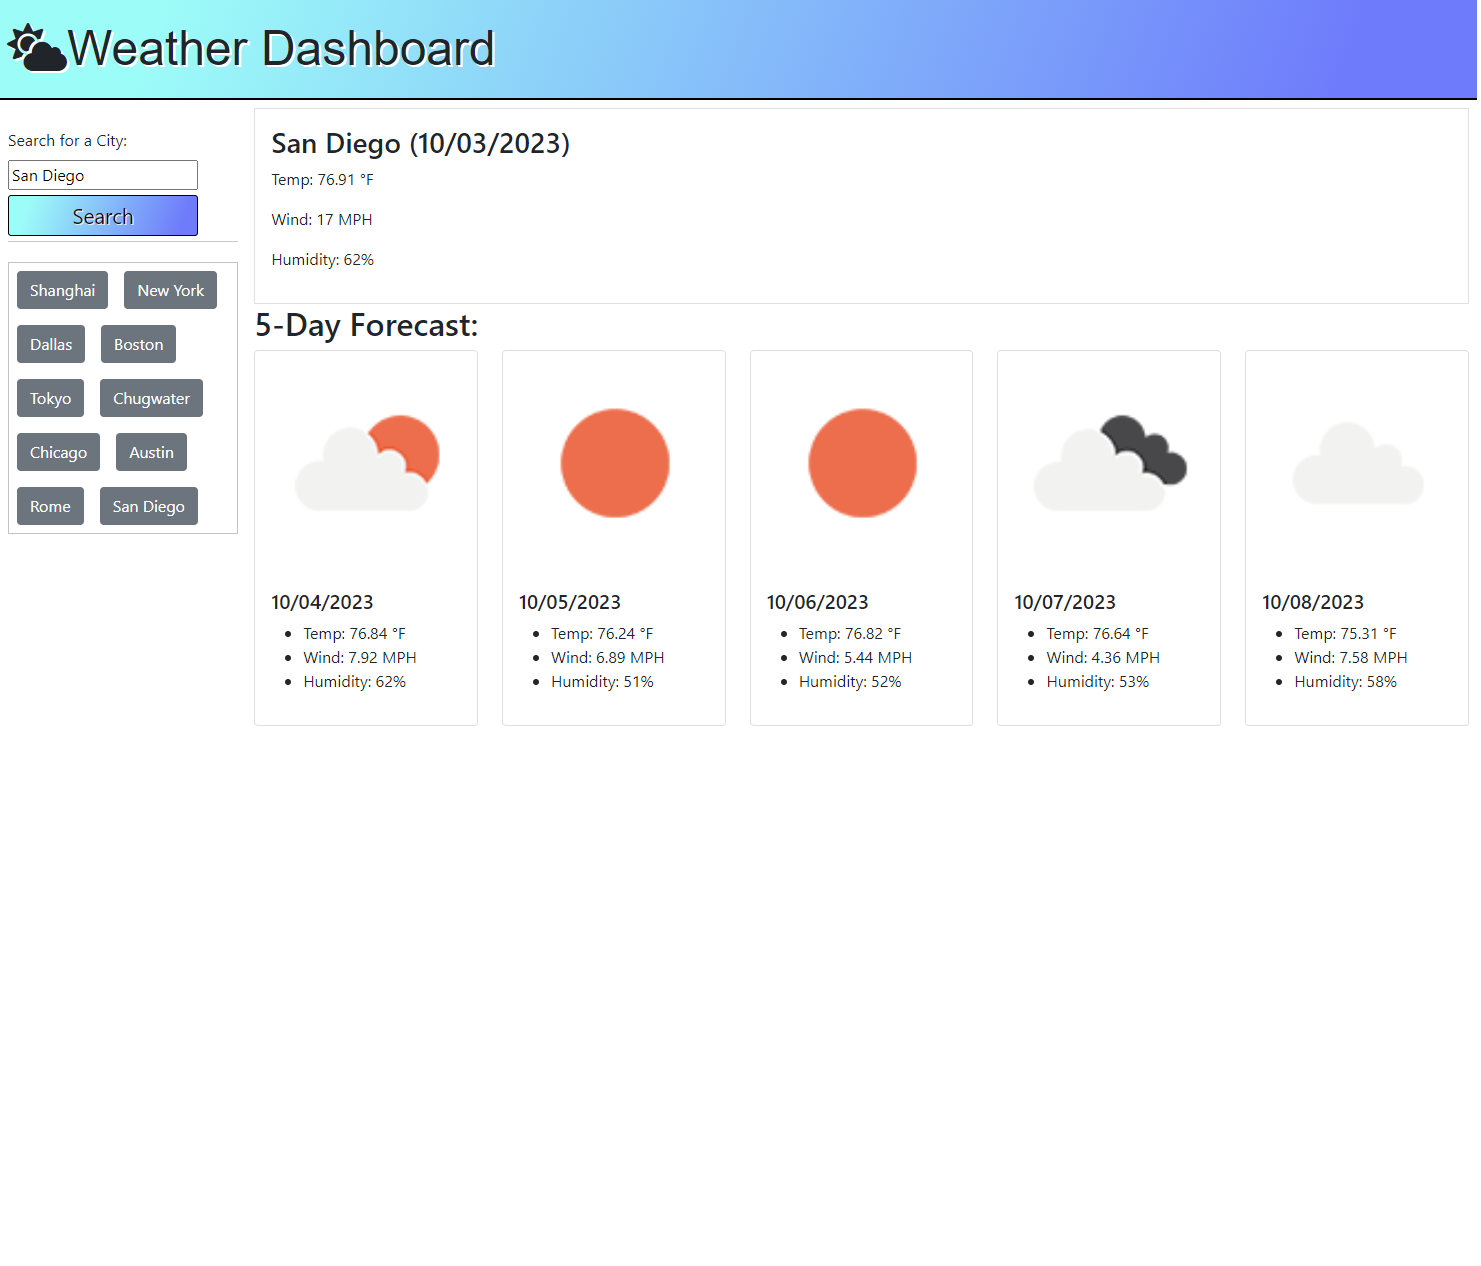 Weather Dashboard
Search for a City:
San Diego
Search
Shanghai New York
Dallas Boston
Tokyo Chugwater
Chicago Austin
Rome San Diego
San Diego (10/03/2023)
Temp: 76.91 °F
Wind: 17 MPH
Humidity: 62%
5-Day Forecast:
10/04/2023
Temp: 76.84 °F
Wind: 7.92 MPH
Humidity: 62%
10/05/2023
Temp: 76.24 °F
Wind: 6.89 MPH
Humidity: 51%
10/06/2023
Temp: 76.82 °F
Wind: 5.44 MPH
Humidity: 52%
10/07/2023
Temp: 76.64 °F
Wind: 4.36 MPH
Humidity: 53%
10/08/2023
Temp: 75.31 °F
Wind: 7.58 MPH
Humidity: 58%